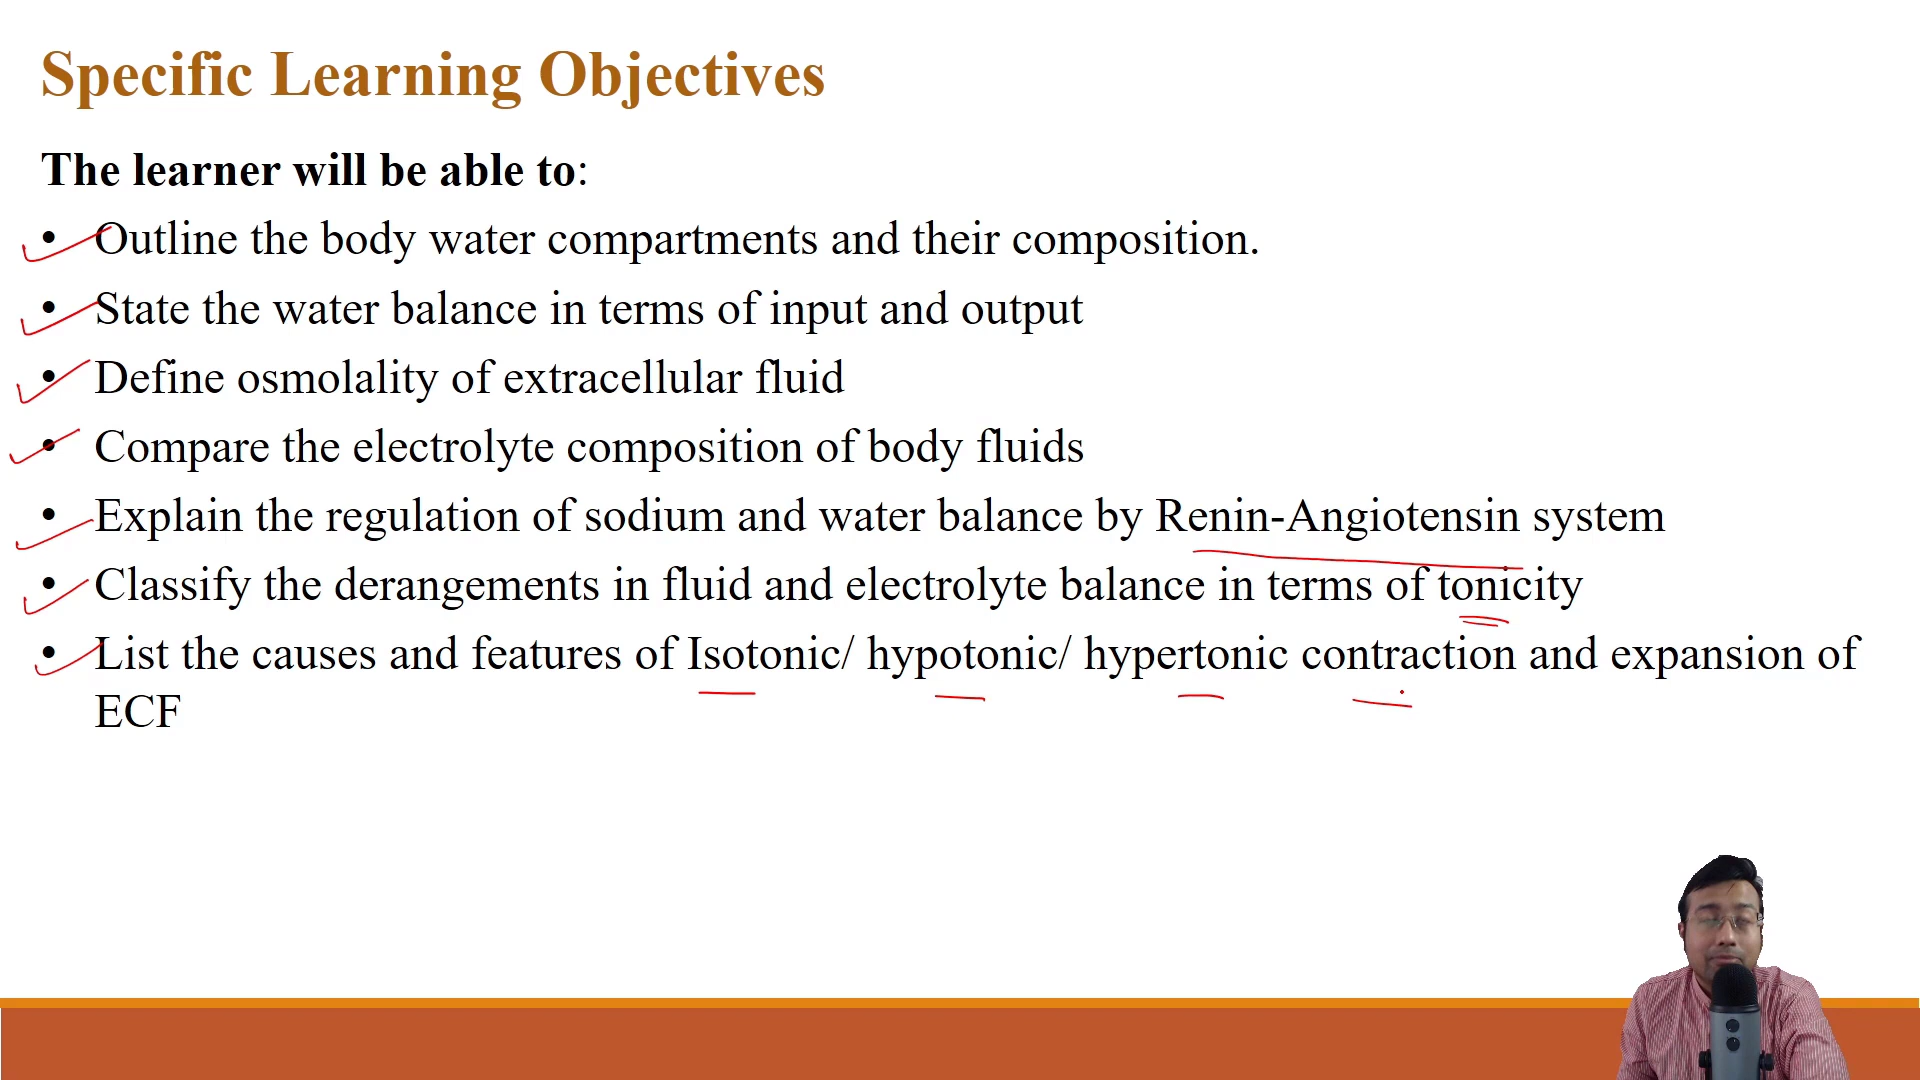 Specific Learning Objectives
The learner will be able to:
• Outline the body water compartments and their composition.
• State the water balance in terms of input and output
• Define osmolality of extracellular fluid
• Compare the electrolyte composition of body fluids
• Explain the regulation of sodium and water balance by Renin-Angiotensin system
• Classify the derangements in fluid and electrolyte balance in terms of tonicity
• List the causes and features of Isotonic/ hypotonic/ hypertonic contraction and expansion of
ECF